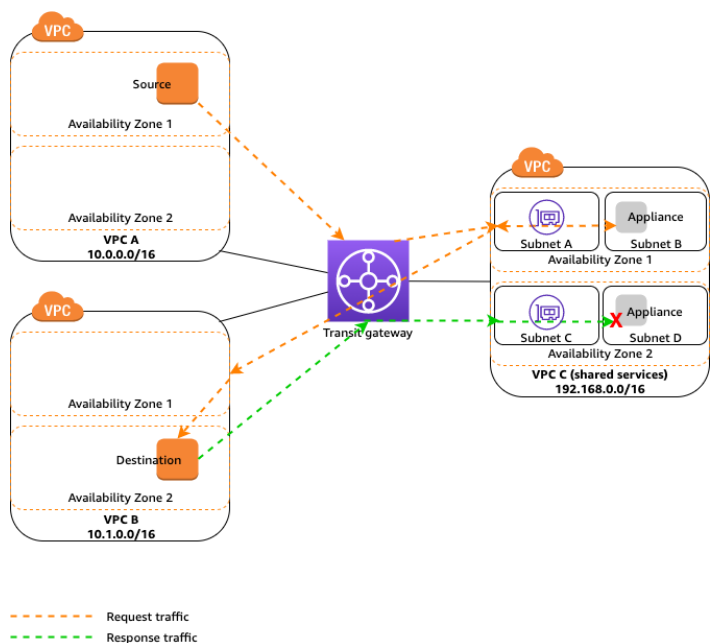 VPC
Source
Availability Zone 1
Availability Zone 2
VPC A
10.0.0.0/16
VPC
Availability Zone 1
Destination
Availability Zone 2
VPC B
10.1.0.0/16
Transit gateway
VPC
Subnet A
Appliance
Subnet B
Availability Zone 1
Subnet C
Appliance
X
Subnet D
Availability Zone 2
VPC C (shared services)
192.168.0.0/16
Request traffic
Response traffic